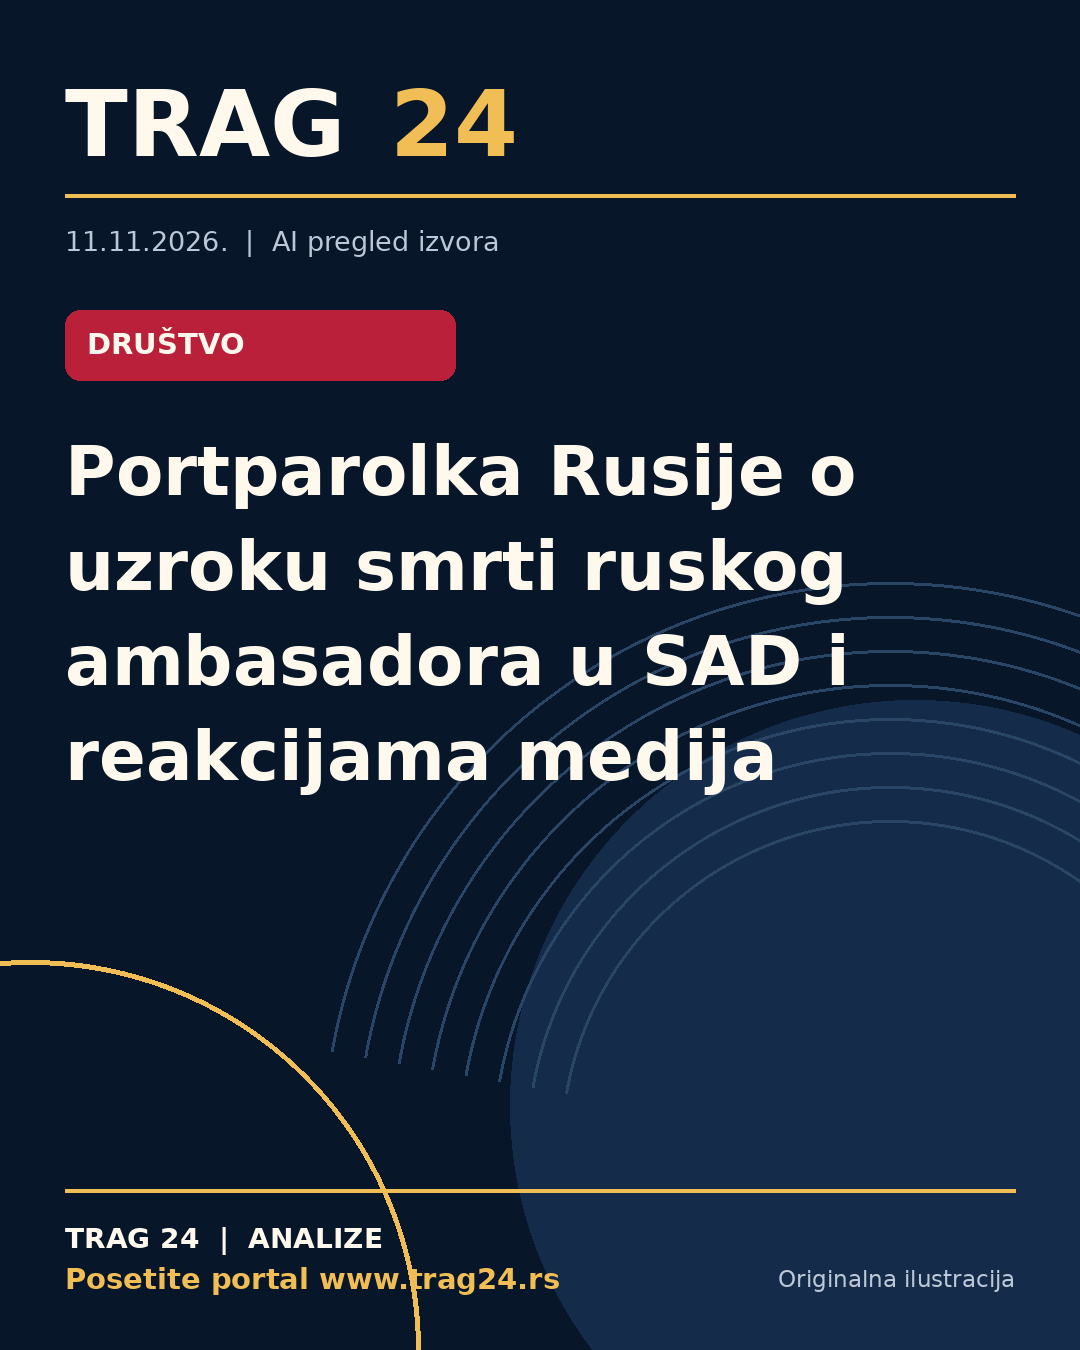 TRAG 24
11.11.2026. | AI pregled izvora
DRUŠTVO
Portparolka Rusije o
uzroku smrti ruskog
ambasadora u SAD i
reakcijama medija
TRAG 24 | ANALIZE
Posetite portal www.trag24.rs
Originalna ilustracija